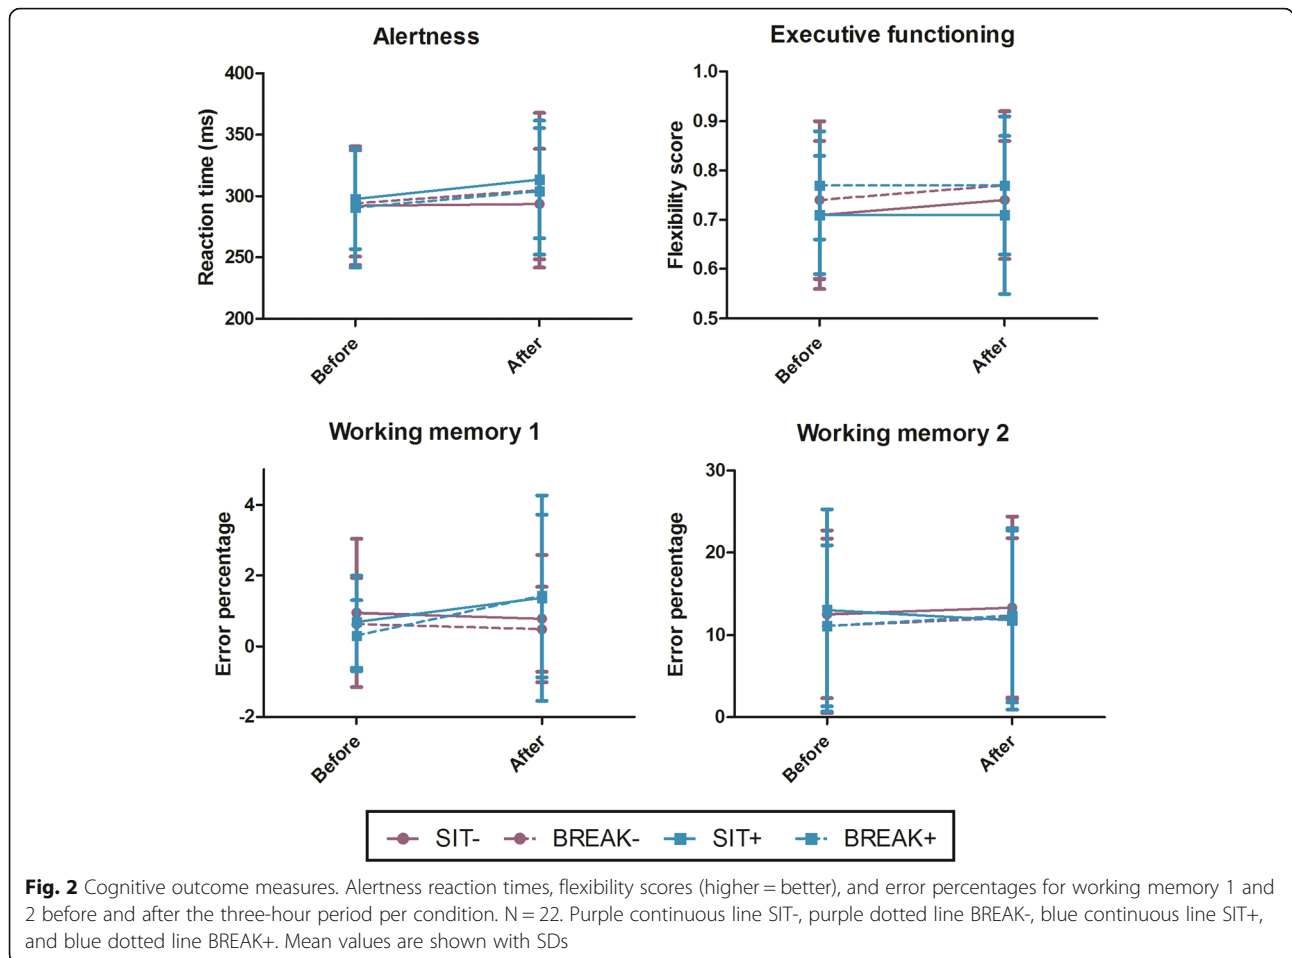 Alertness
Reaction time (ms)
400
350
300
250
200
Before
After
Executive functioning
Flexibility score
1.0
0.9
0.8
0.7
0.6
0.5
Before
After
Working memory 1
Error percentage
4
2
0
-2
Before
After
Working memory 2
Error percentage
30
20
10
0
Before
After
SIT- BREAK- SIT+ BREAK+
Fig. 2 Cognitive outcome measures. Alertness reaction times, flexibility scores (higher = better), and error percentages for working memory 1 and
2 before and after the three-hour period per condition. N = 22. Purple continuous line SIT-, purple dotted line BREAK-, blue continuous line SIT+,
and blue dotted line BREAK+. Mean values are shown with SDs